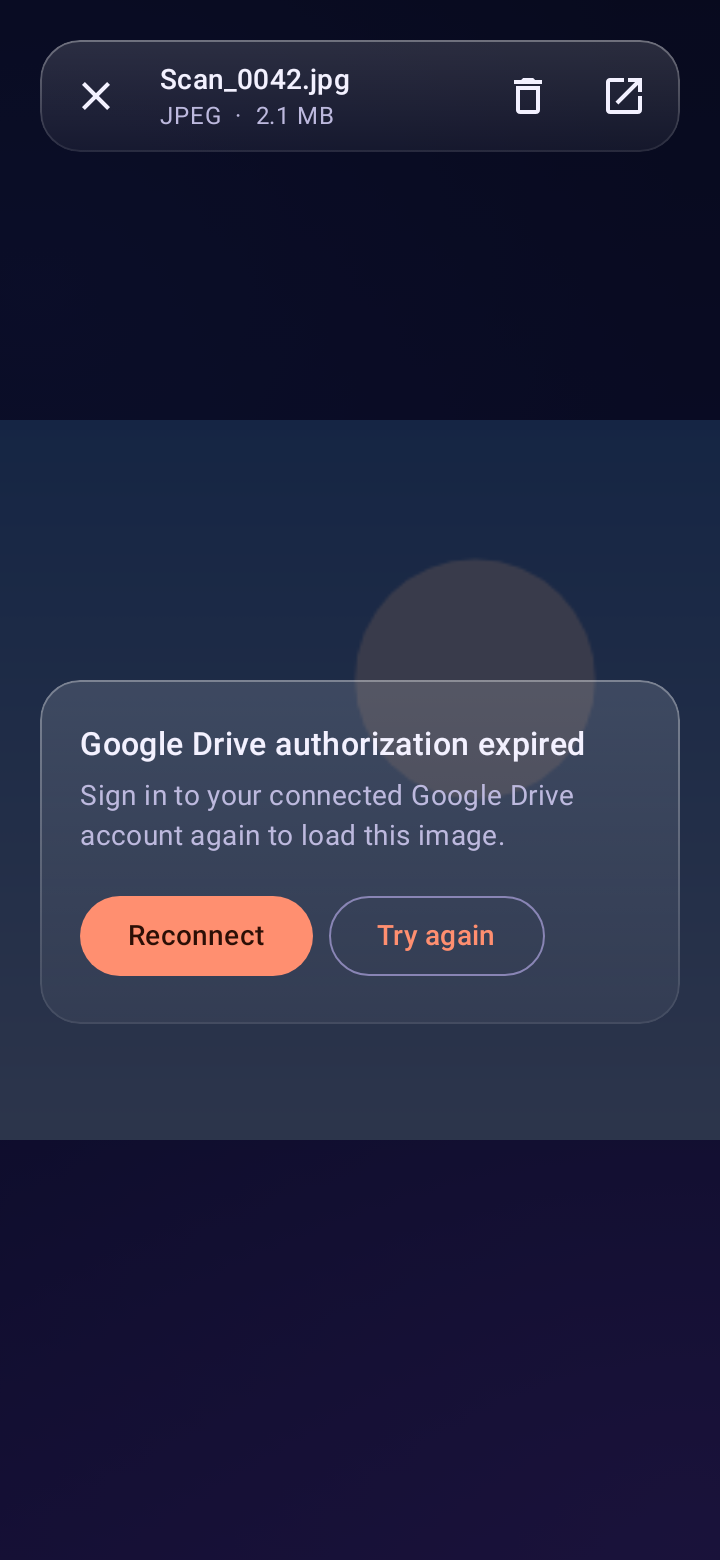 Scan_0042.jpg
JPEG · 2.1 MB
Google Drive authorization expired
Sign in to your connected Google Drive
account again to load this image.
Reconnect
Try again